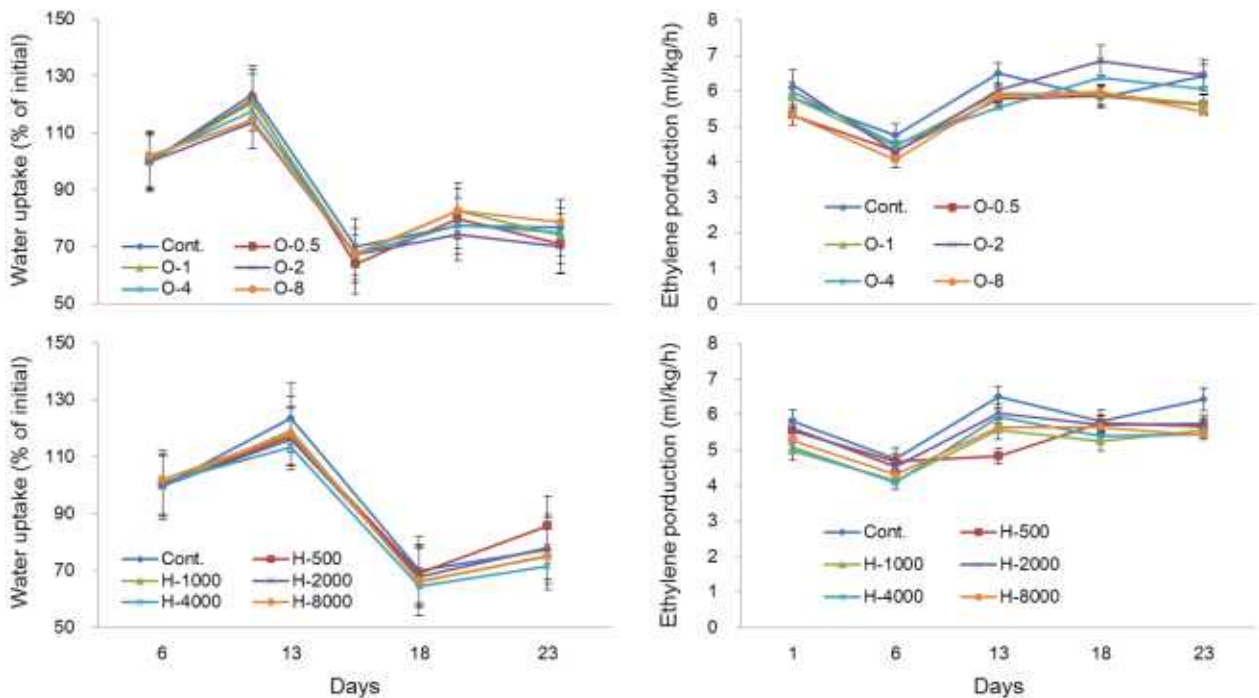 Water uptake (% of initial)
150
130
110
90
70
50
Cont. O-0.5
O-1 O-2
O-4 O-8
Ethylene pordution (ml/kg/h)
8
7
6
5
4
3
2
1
0
Cont. O-0.5
O-1 O-2
O-4 O-8
Water uptake (% of initial)
150
130
110
90
70
50
Cont. H-500
H-1000 H-2000
H-4000 H-8000
6 13 18 23
Days
Ethylene pordution (ml/kg/h)
8
7
6
5
4
3
2
1
0
Cont. H-500
H-1000 H-2000
H-4000 H-8000
1 6 13 18 23
Days